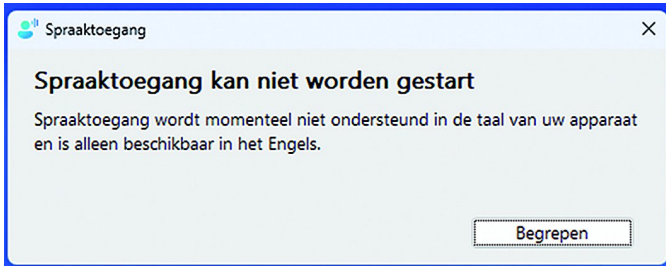 Spraaktoegang
Spraaktoegang kan niet worden gestart
Spraaktoegang wordt momenteel niet ondersteund in de taal van uw apparaat
en is alleen beschikbaar in het Engels.
Begrepen